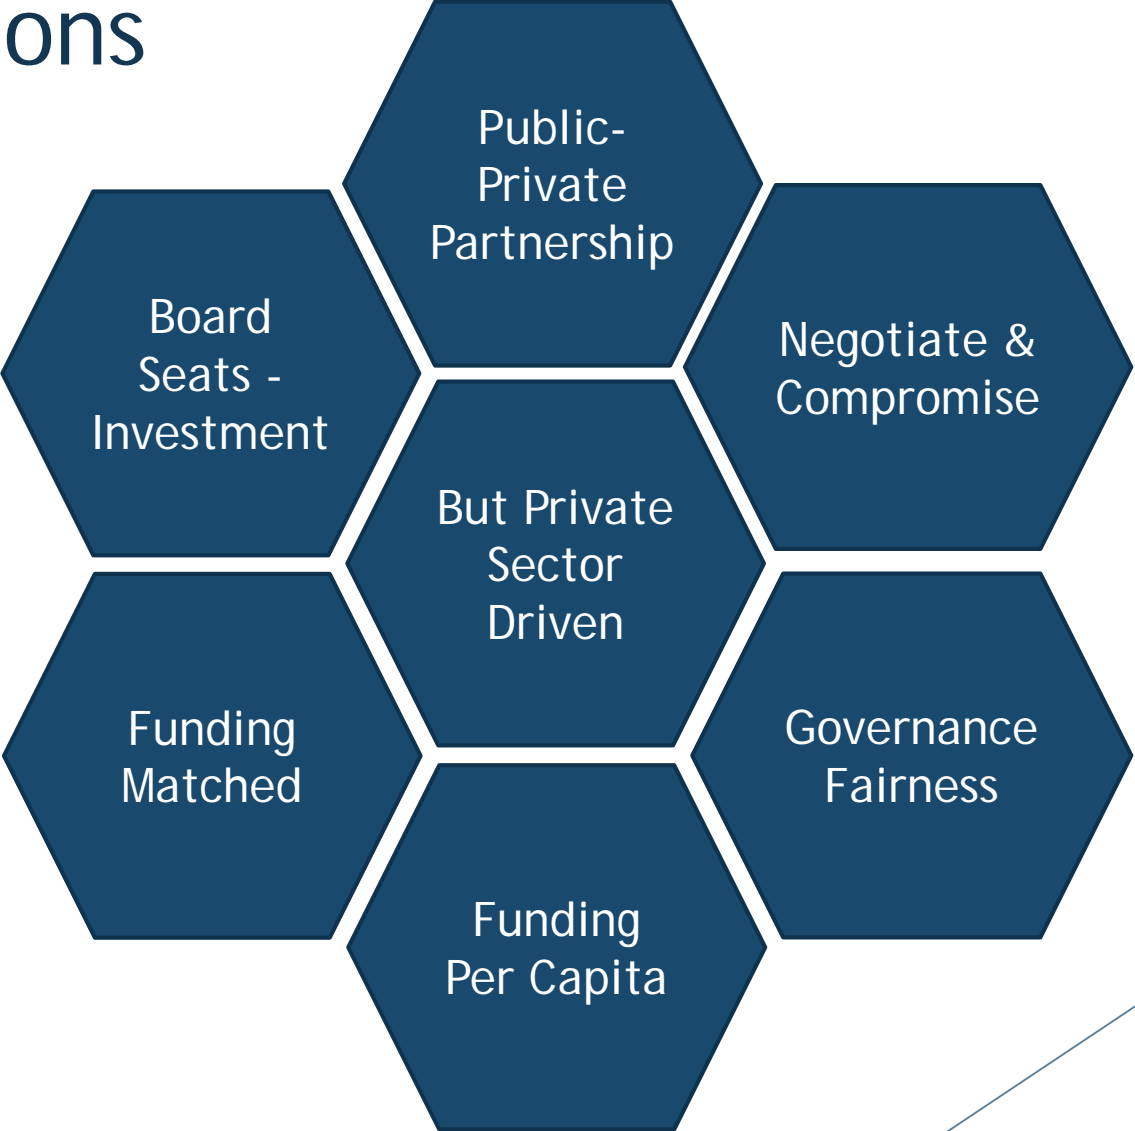 ons
Public-
Private
Partnership
Board
Seats -
Investment
Negotiate &
Compromise
But Private
Sector
Driven
Funding
Matched
Governance
Fairness
Funding
Per Capita